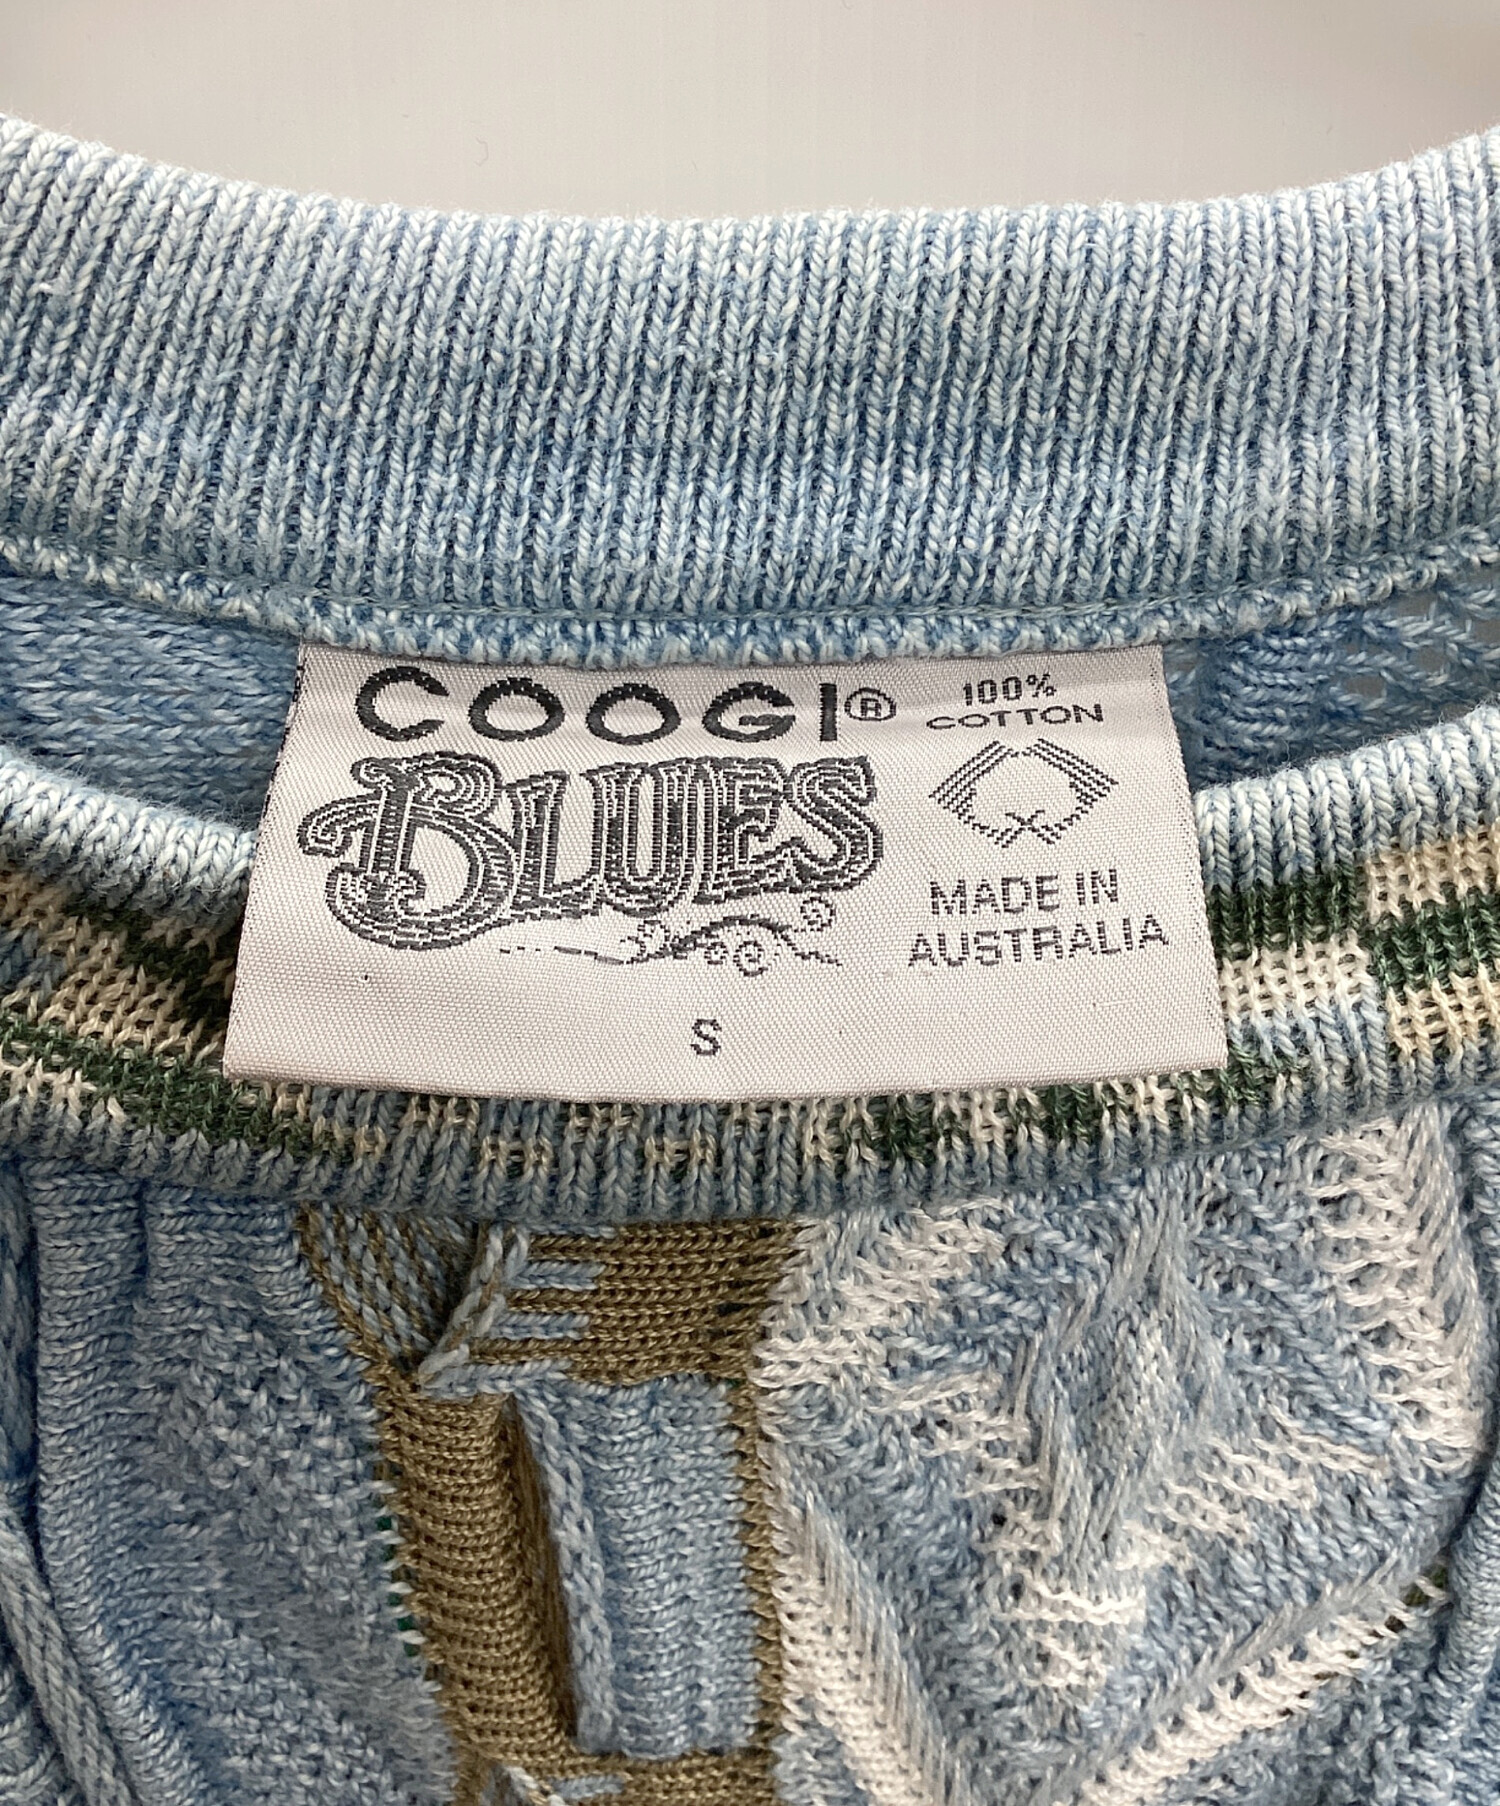 COOGI®
BLUES
100%
COTTON
MADE IN
AUSTRALIA
S